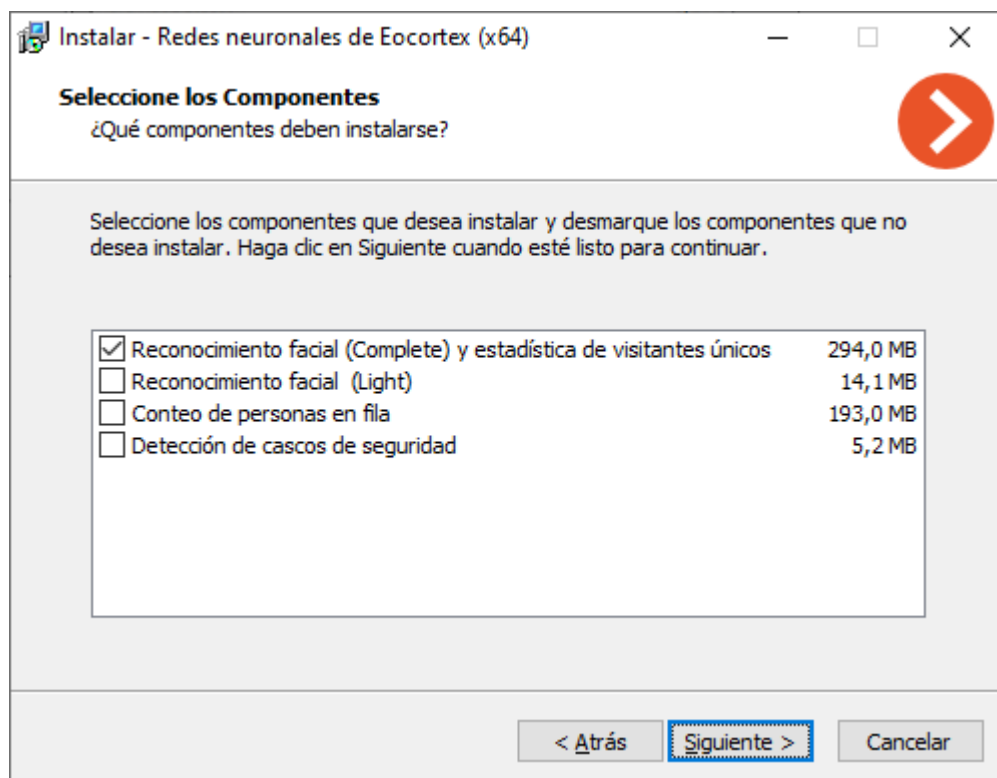 Instalar - Redes neuronales de Eocortex (x64)
Seleccione los Componentes
¿Qué componentes deben instalarse?
Seleccione los componentes que desea instalar y desmarque los componentes que no
desea instalar. Haga clic en Siguiente cuando esté listo para continuar.
Reconocimiento facial (Complete) y estadística de visitantes únicos 294,0 MB
Reconocimiento facial (Light) 14,1 MB
Conteo de personas en fila 193,0 MB
Detección de cascos de seguridad 5,2 MB
< Atrás Siguiente > Cancelar